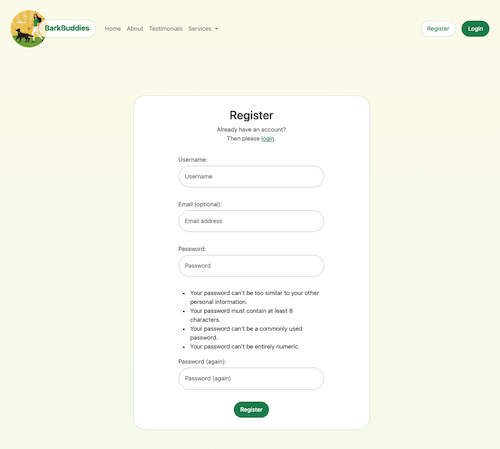 BarkBuddies
Home About Testimonials Services
Register Login
Register
Already have an account?
Then please login.
Username:
Username
Email (optional):
Email address
Password:
Password
Your password can't be too similar to your other
personal information.
Your password must contain at least 8
characters.
Your password can't be a commonly used
password.
Your password can't be entirely numeric.
Password (again):
Password (again)
Register